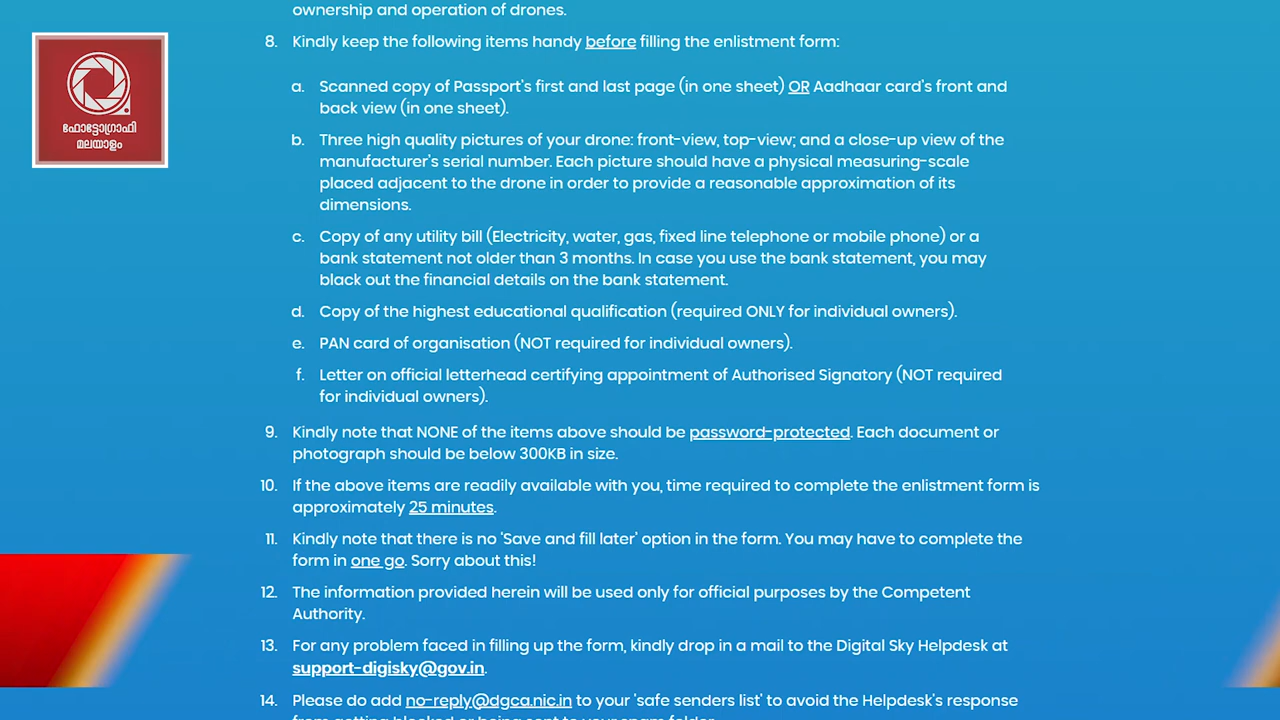 ownership and operation of drones.
8. Kindly keep the following items handy before filling the enlistment form:
a. Scanned copy of Passport's first and last page (in one sheet) OR Aadhaar card's front and
back view (in one sheet).
b. Three high quality pictures of your drone: front-view, top-view; and a close-up view of the
manufacturer's serial number. Each picture should have a physical measuring-scale
placed adjacent to the drone in order to provide a reasonable approximation of its
dimensions.
c. Copy of any utility bill (Electricity, water, gas, fixed line telephone or mobile phone) or a
bank statement not older than 3 months. In case you use the bank statement, you may
black out the financial details on the bank statement.
d. Copy of the highest educational qualification (required ONLY for individual owners).
e. PAN card of organisation (NOT required for individual owners).
f. Letter on official letterhead certifying appointment of Authorised Signatory (NOT required
for individual owners).
9. Kindly note that NONE of the items above should be password-protected. Each document or
photograph should be below 300KB in size.
10. If the above items are readily available with you, time required to complete the enlistment form is
approximately 25 minutes.
11. Kindly note that there is no 'Save and fill later' option in the form. You may have to complete the
form in one go. Sorry about this!
12. The information provided herein will be used only for official purposes by the Competent
Authority.
13. For any problem faced in filling up the form, kindly drop in a mail to the Digital Sky Helpdesk at
support-digisky@gov.in.
14. Please do add no-reply@dgca.nic.in to your 'safe senders list' to avoid the Helpdesk's response
from getting blocked or being sent to your spam folder.
ഫോട്ടോഗ്രാഫി
മലയാളം